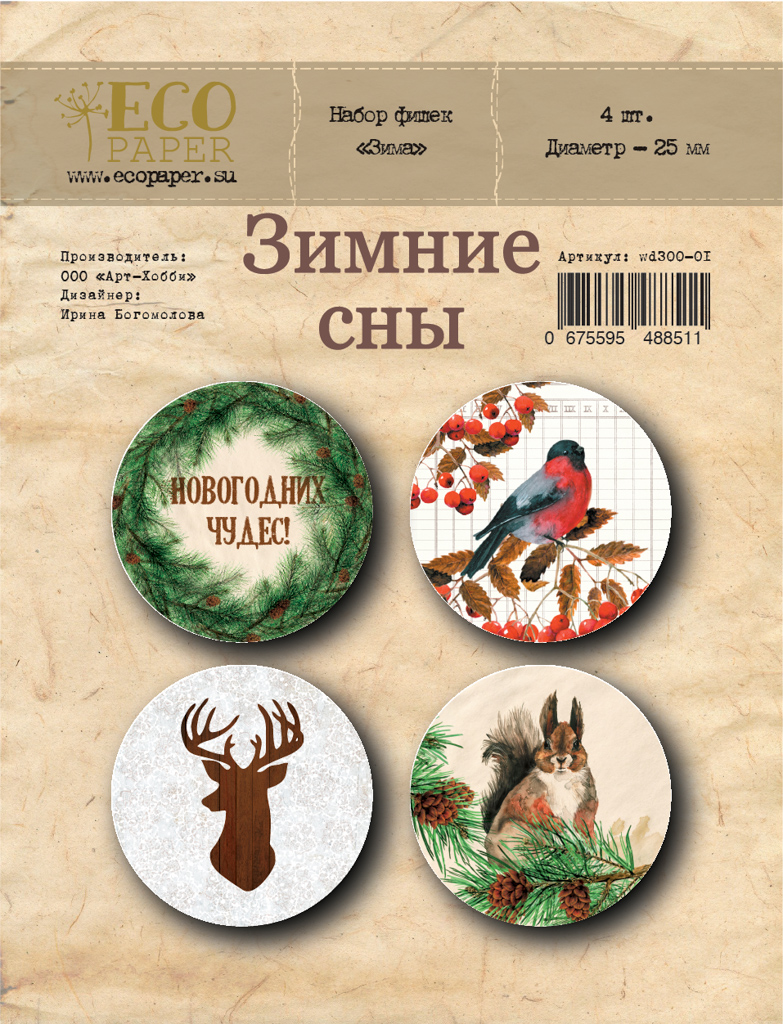 ECO
PAPER
www.ecopaper.su
Набор фишек
«Зима»
4 шт.
Диаметр – 25 мм
Зимние
сны
Производитель:
ООО «Арт-Хобби»
Дизайнер:
Ирина Богомолова
Артикул: wd300-01
0 675595 488511
НОВОГОДНИХ
ЧУДЕС!